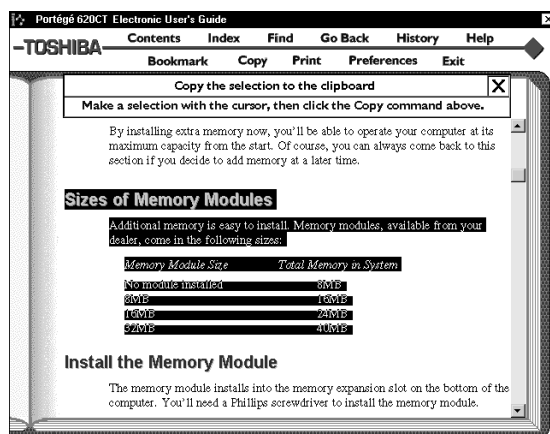 Portégé 620CT Electronic User's Guide
TOSHIBA
Contents Index Find Go Back History Help
Bookmark Copy Print Preferences Exit
Copy the selection to the clipboard
Make a selection with the cursor, then click the Copy command above.
By installing extra memory now, you'll be able to operate your computer at its
maximum capacity from the start. Of course, you can always come back to this
section if you decide to add memory at a later time.
Sizes of Memory Modules
Additional memory is easy to install. Memory modules, available from your
dealer, come in the following sizes:
Memory Module Size Total Memory in System
No module installed 8MB
8MB 16MB
16MB 24MB
32MB 40MB
Install the Memory Module
The memory module installs into the memory expansion slot on the bottom of the
computer. You'll need a Phillips screwdriver to install the memory module.